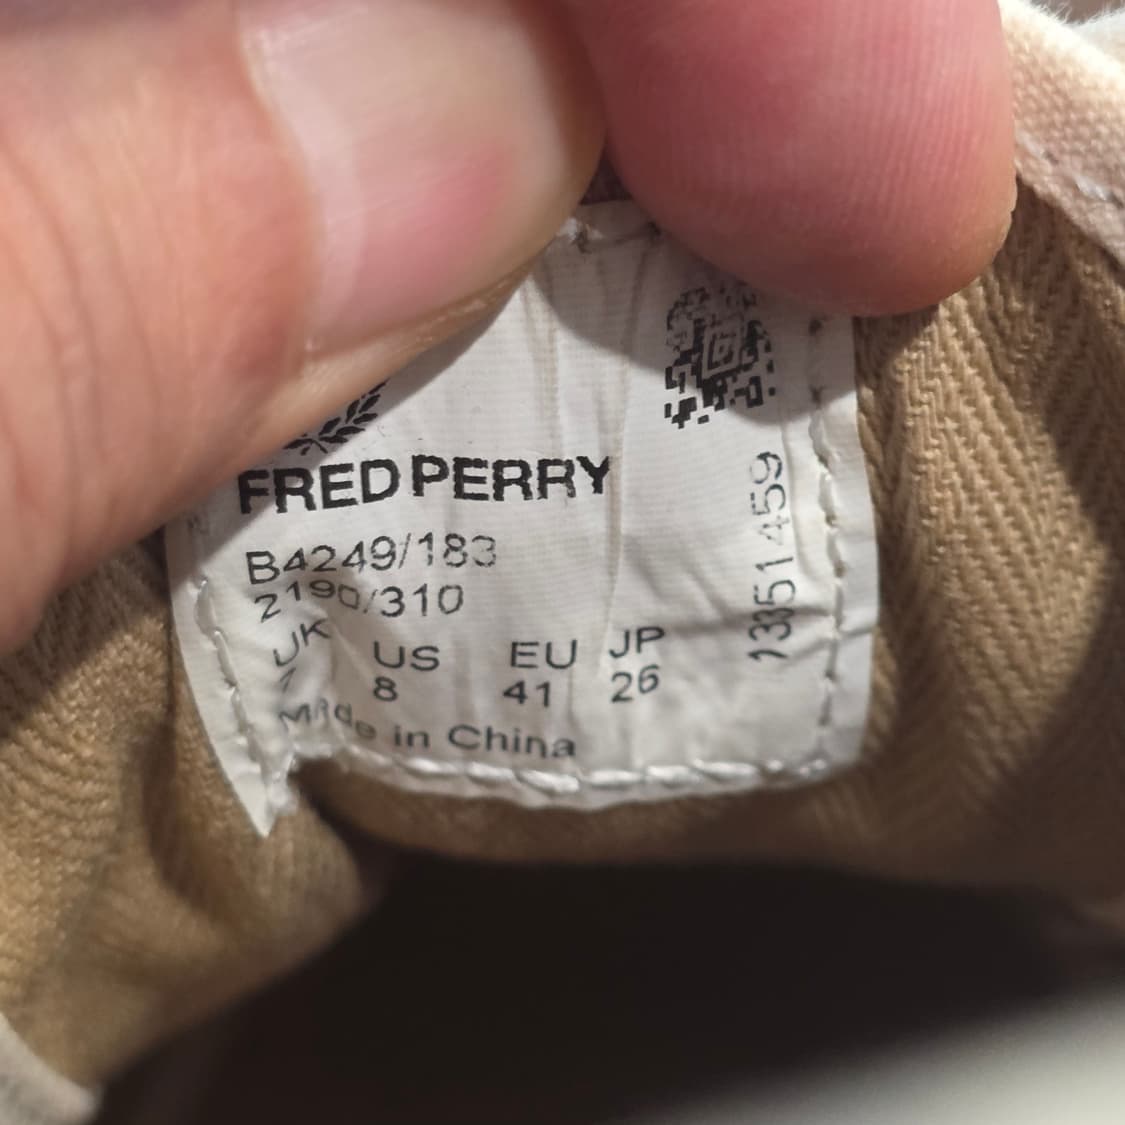 FRED PERRY
B4249/183
2190/310
UK US EU JP
7 8 41 26
Made in China
13351459